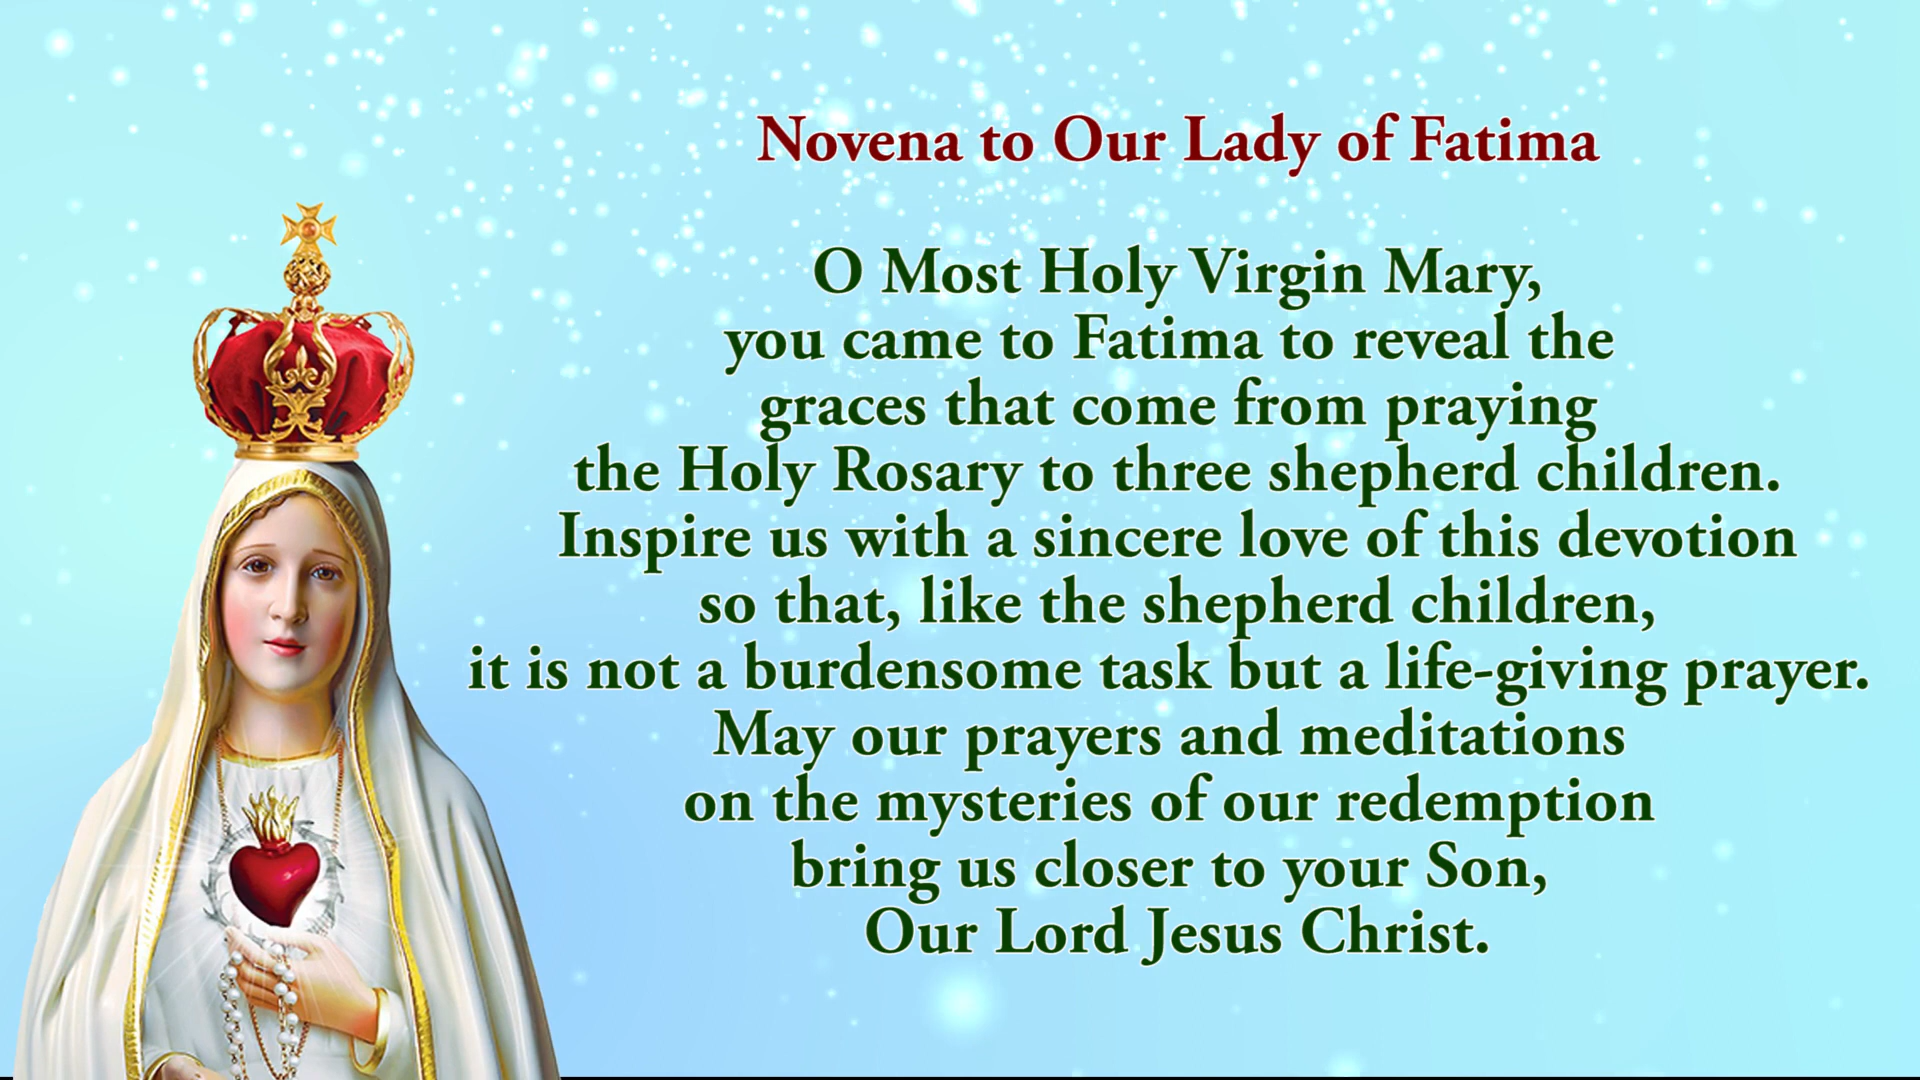 Novena to Our Lady of Fatima
O Most Holy Virgin Mary,
you came to Fatima to reveal the
graces that come from praying
the Holy Rosary to three shepherd children.
Inspire us with a sincere love of this devotion
so that, like the shepherd children,
it is not a burdensome task but a life-giving prayer.
May our prayers and meditations
on the mysteries of our redemption
bring us closer to your Son,
Our Lord Jesus Christ.